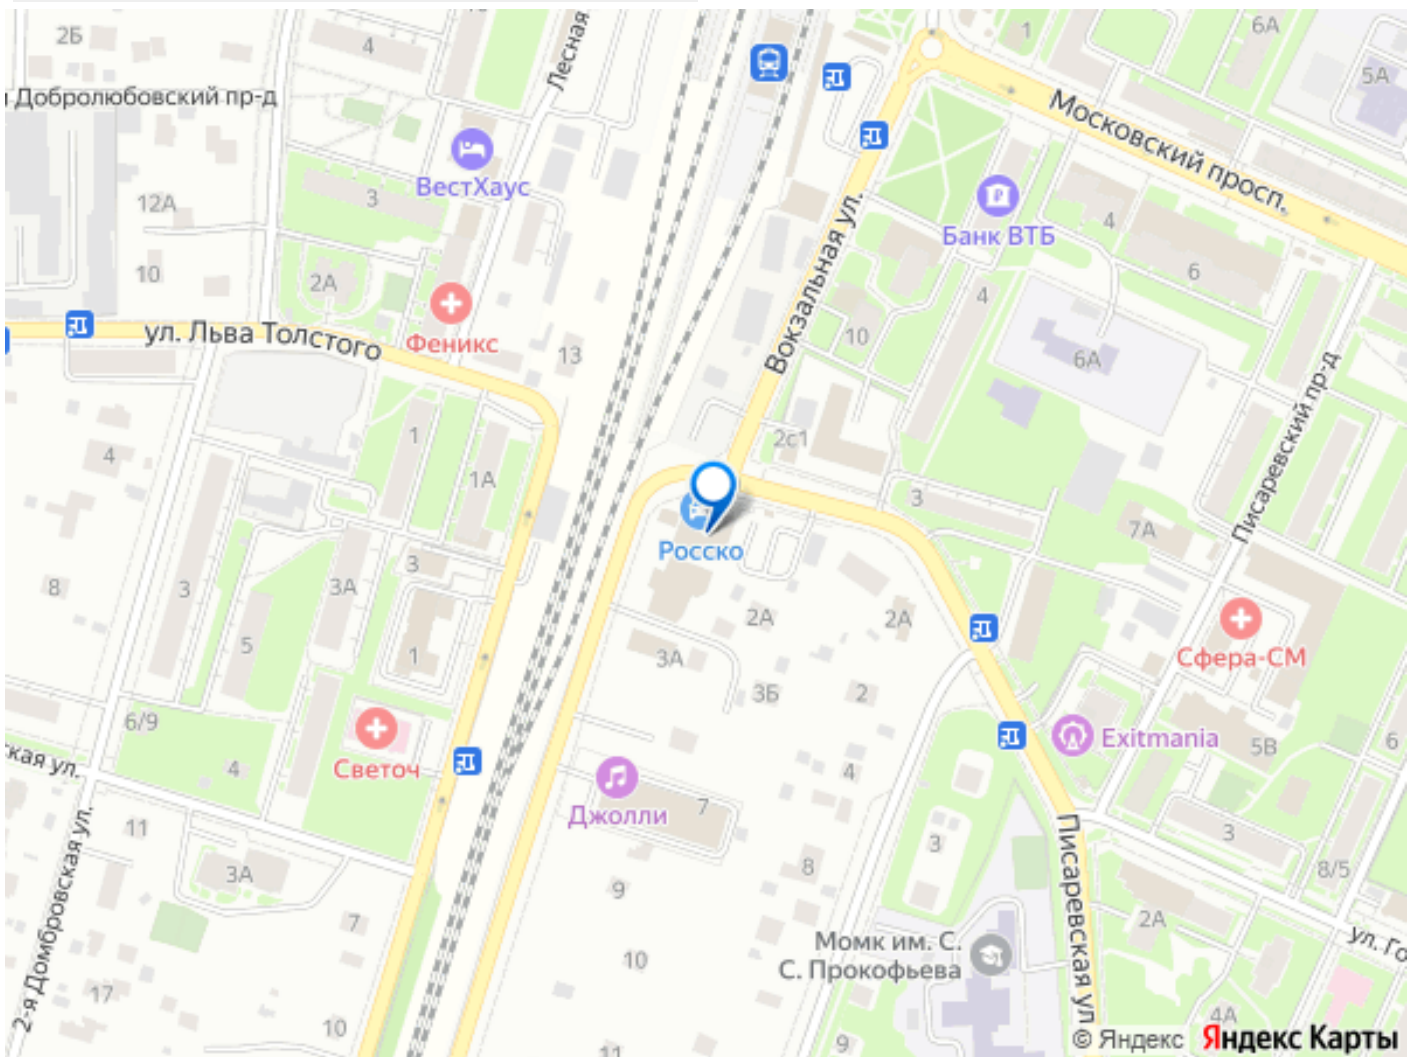 2Б
4
Лесная
1
6А
5А
Добролюбовский пр-д
Московский просп.
ВестХаус
12А
3
Банк ВТБ
4
10
2А
6
4
Вокзальная ул.
ул. Льва Толстого
Феникс
13
10
6А
Писаревский пр-д
1
2с1
4
1А
3
7А
Росско
3
3А
8
3
2А
2А
5
1
3А
Сфера-СМ
3Б
2
6/9
Exitmania
5В
6
ская ул.
Светоч
4
4
Джолли
7
2-я Домбровская ул.
11
3
3
Писаревская ул
3А
8
8/5
9
7
2А
ул. Го
Момк им. С.
С. Прокофьева
10
17
10
4А
11
9
© Яндекс
Яндекс Карты